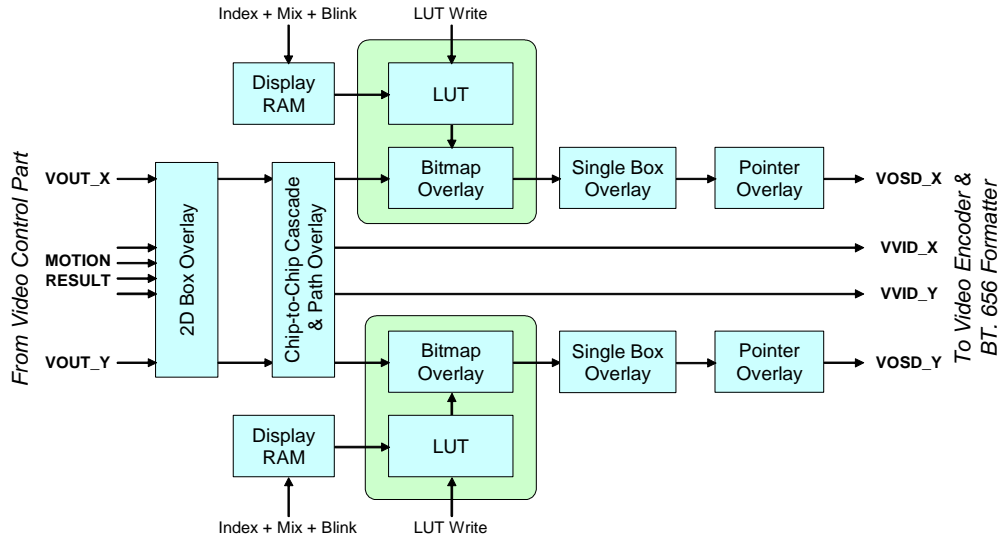 Index + Mix + Blink
LUT Write
Display
RAM
LUT
From Video Control Part
VOUT_X
MOTION
RESULT
VOUT_Y
2D Box Overlay
Chip-to-Chip Cascade
& Path Overlay
Bitmap
Overlay
Single Box
Overlay
Pointer
Overlay
VOSD_X
VVID_X
VVID_Y
Bitmap
Overlay
Single Box
Overlay
Pointer
Overlay
VOSD_Y
To Video Encoder &
BT. 656 Formatter
Display
RAM
LUT
Index + Mix + Blink
LUT Write